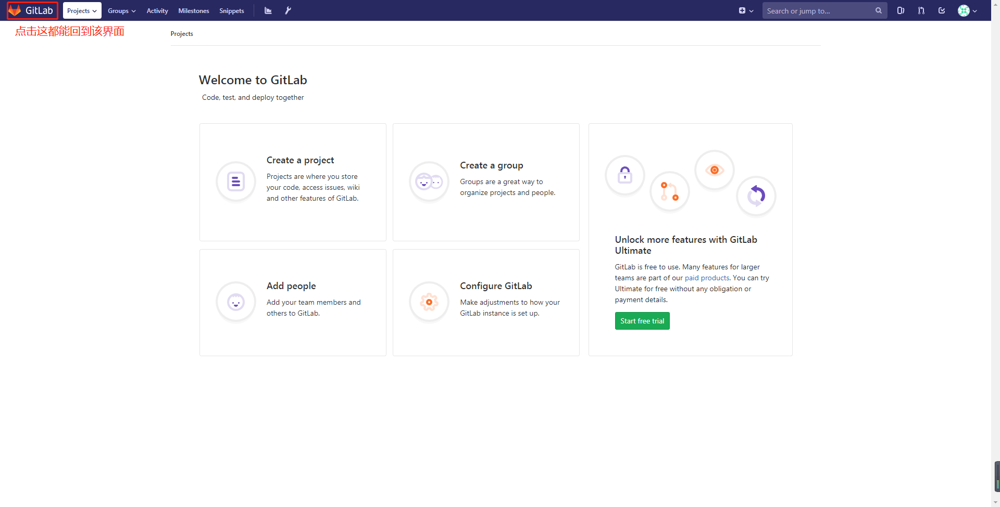 GitLab Projects Groups Activity Milestones Snippets Search or jump to...
点击这都能回到该界面
Projects
Welcome to GitLab
Code, test, and deploy together
Create a project
Projects are where you store
your code, access issues, wiki
and other features of GitLab.
Create a group
Groups are a great way to
organize projects and people.
Add people
Add your team members and
others to GitLab.
Configure GitLab
Make adjustments to how your
GitLab instance is set up.
Unlock more features with GitLab
Ultimate
GitLab is free to use. Many features for larger
teams are part of our paid products. You can try
Ultimate for free without any obligation or
payment details.
Start free trial